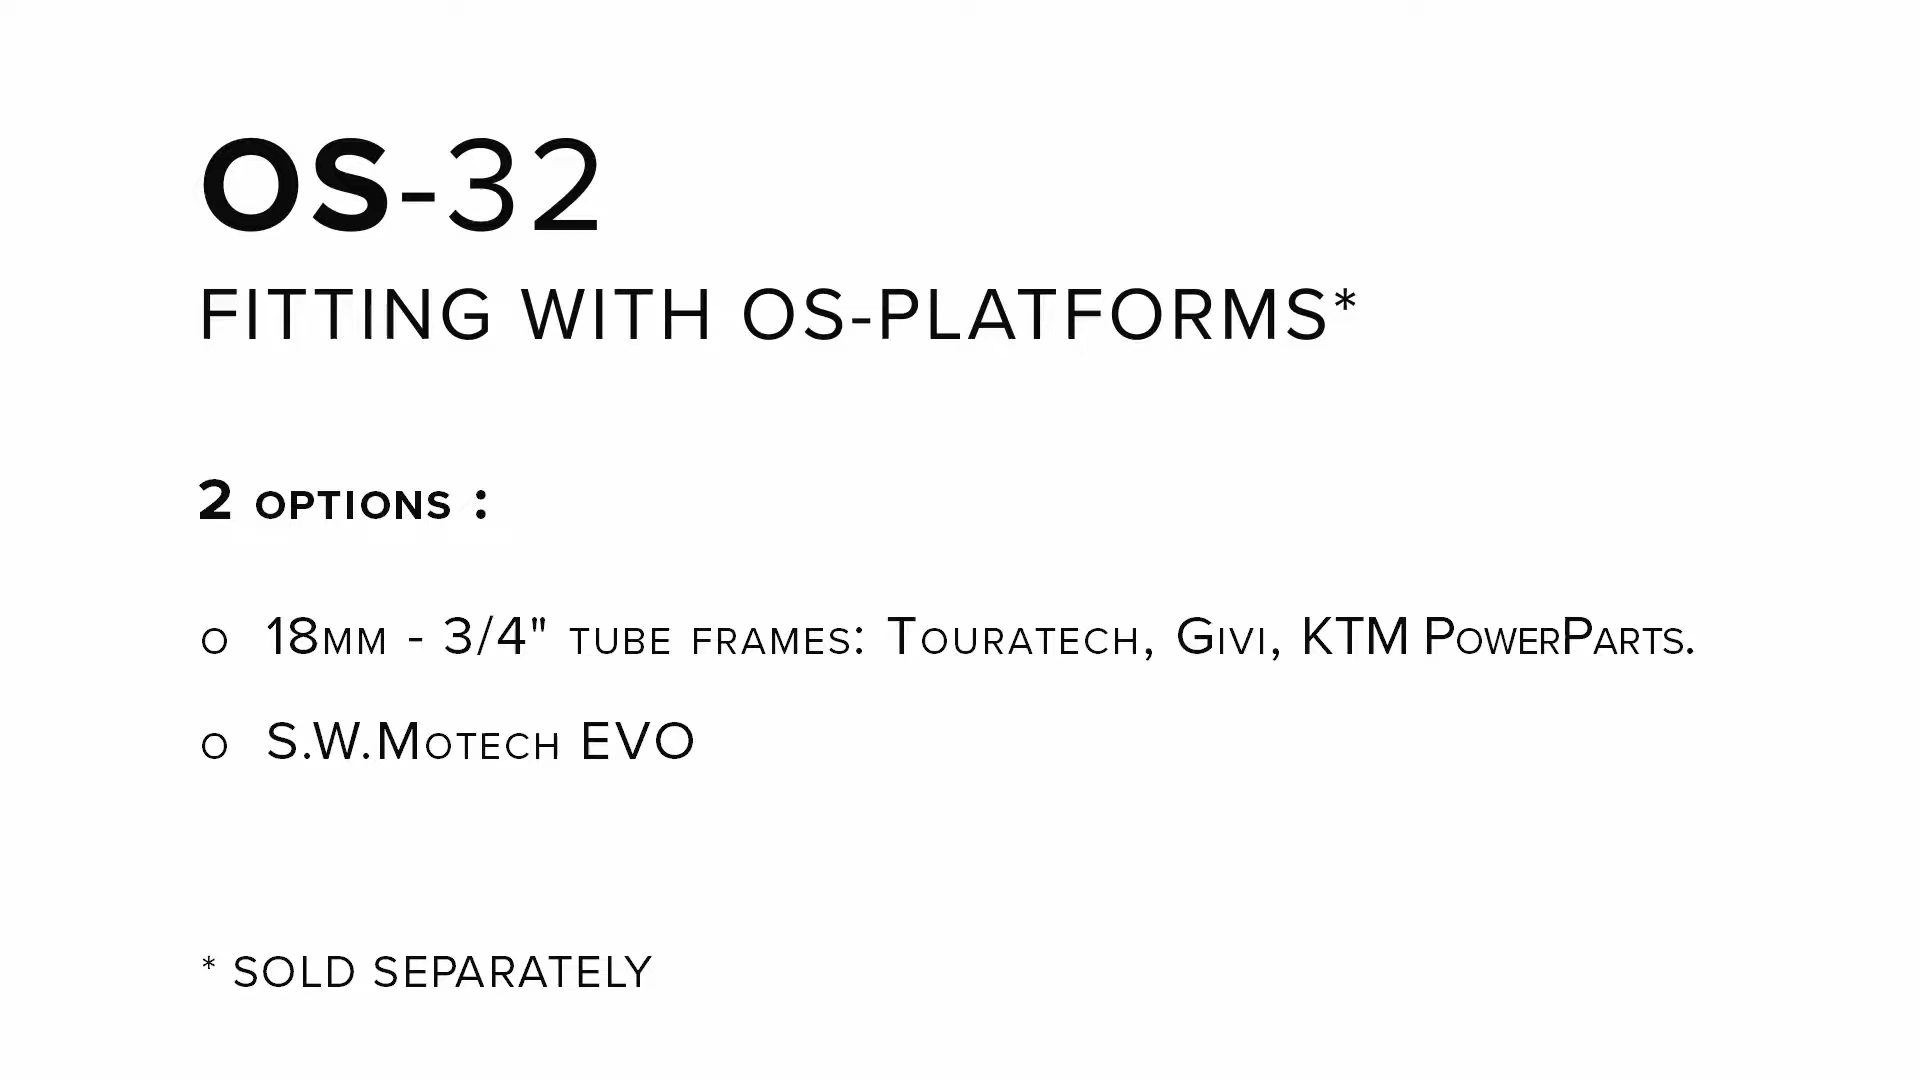 OS-32
FITTING WITH OS-PLATFORMS*
2 OPTIONS :
o 18MM - 3/4" TUBE FRAMES: TOURATECH, GIVI, KTM POWERPARTS.
o S.W.MOTECH EVO
* SOLD SEPARATELY